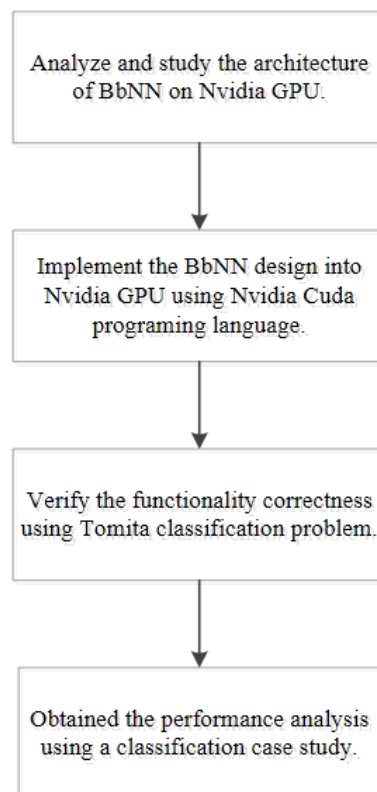 Analyze and study the architecture
of BbNN on Nvidia GPU.
Implement the BbNN design into
Nvidia GPU using Nvidia Cuda
programing language.
Verify the functionality correctness
using Tomita classification problem.
Obtained the performance analysis
using a classification case study.